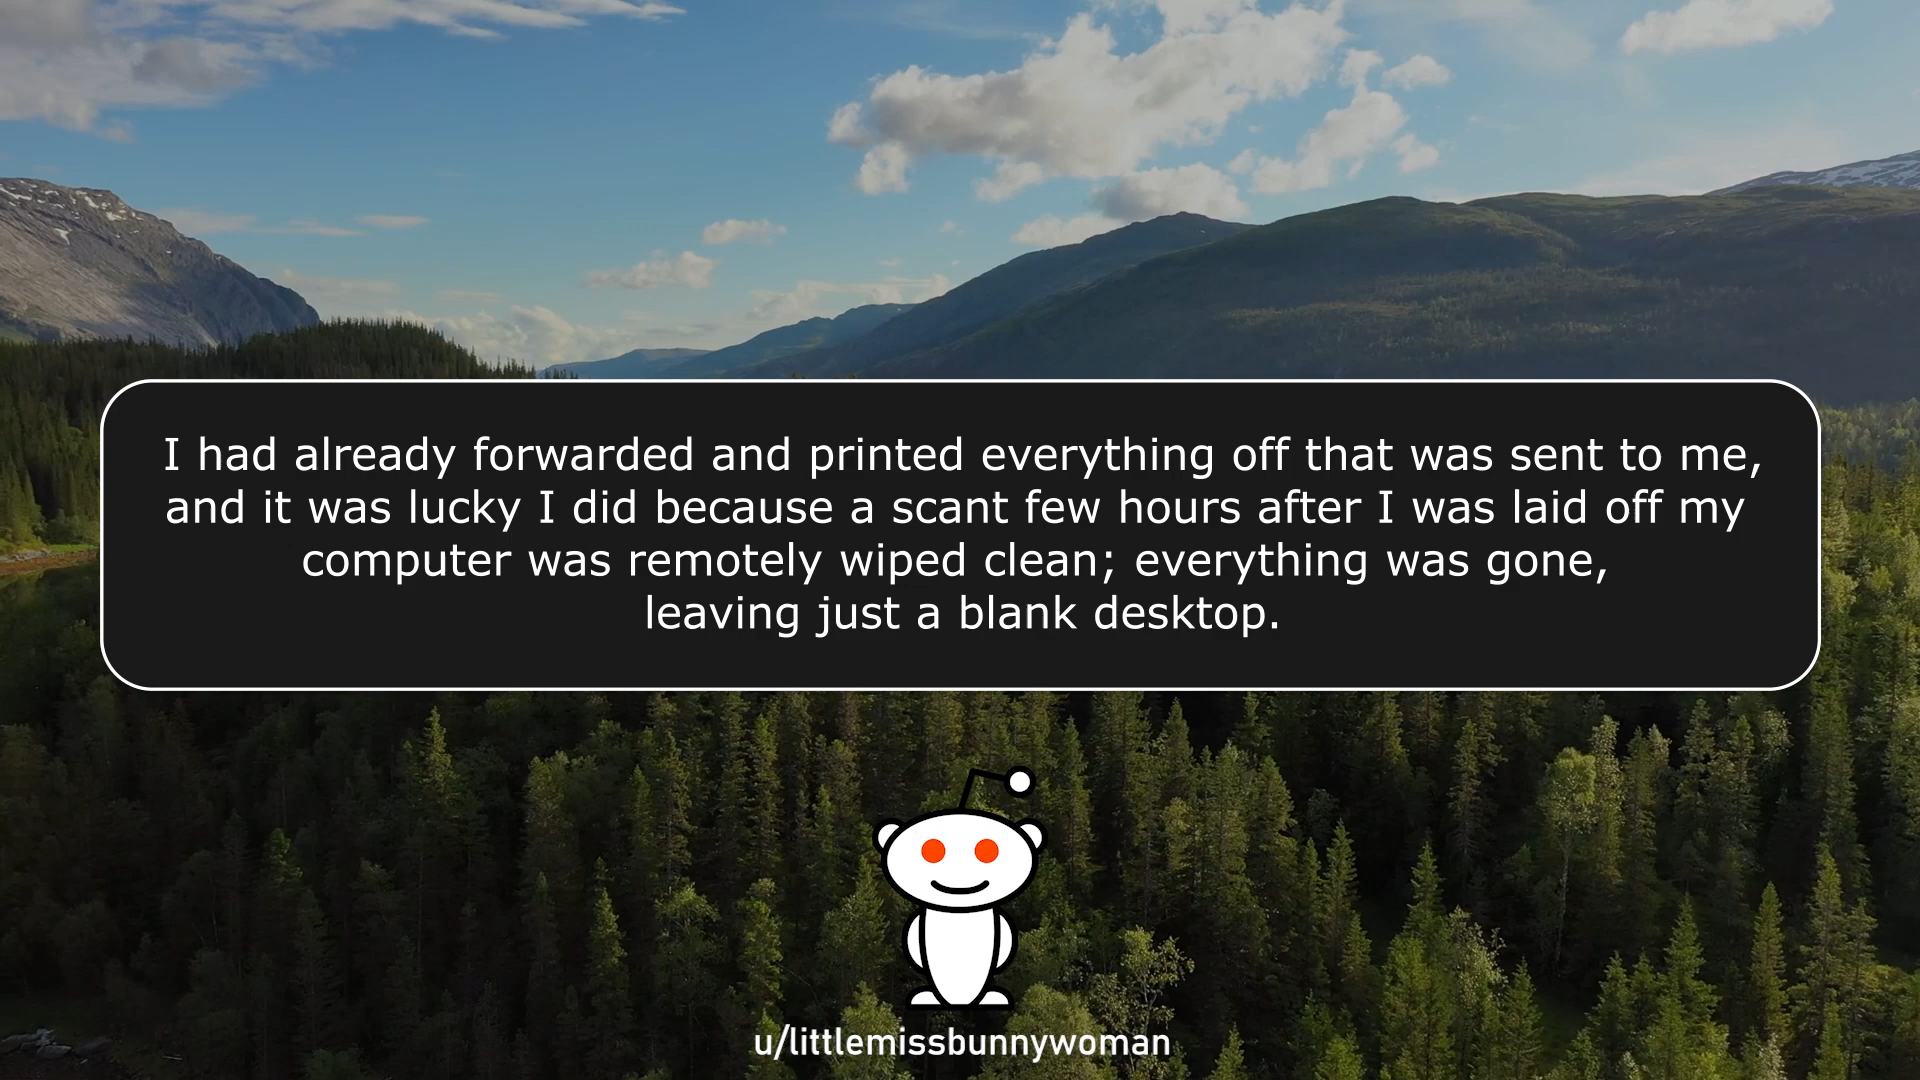 I had already forwarded and printed everything off that was sent to me,
and it was lucky I did because a scant few hours after I was laid off my
computer was remotely wiped clean; everything was gone,
leaving just a blank desktop.
u/littlemissbunnywoman